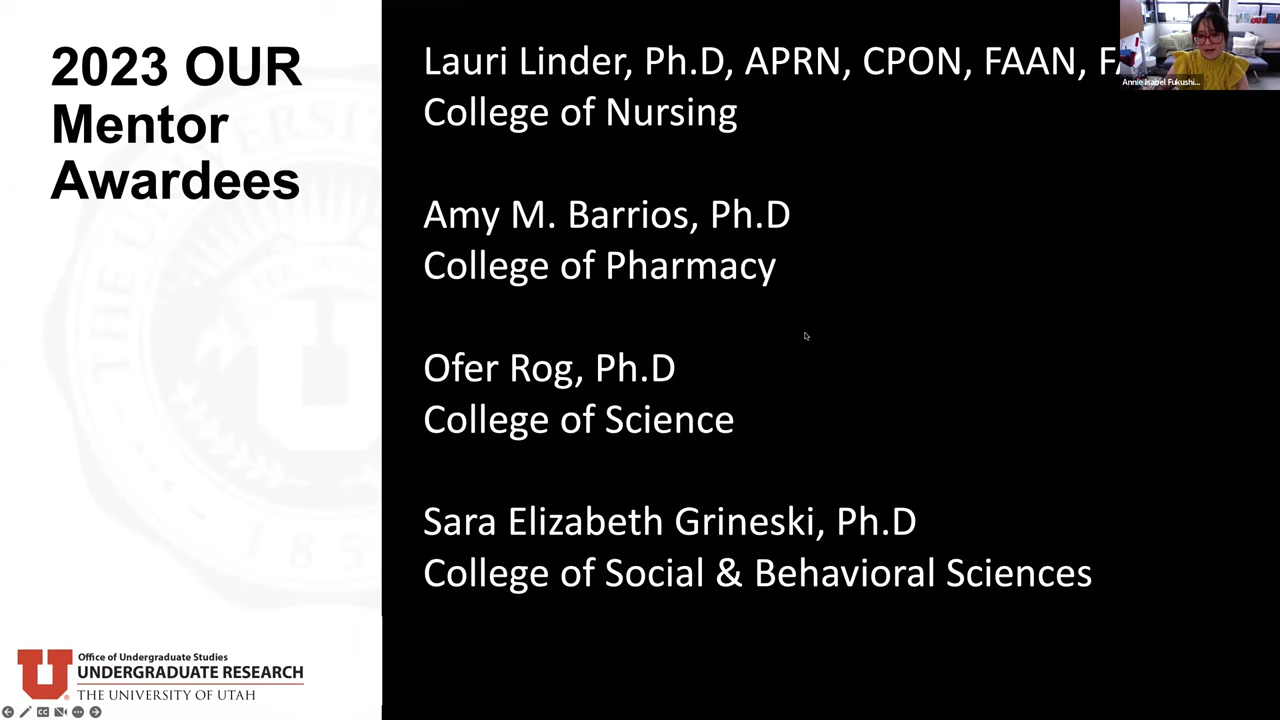 2023 OUR
Mentor
Awardees
Lauri Linder, Ph.D, APRN, CPON, FAAN,
College of Nursing
Amy M. Barrios, Ph.D
College of Pharmacy
Ofer Rog, Ph.D
College of Science
Sara Elizabeth Grineski, Ph.D
College of Social & Behavioral Sciences
Annie Isabel Fukushi...
Office of Undergraduate Studies
UNDERGRADUATE RESEARCH
THE UNIVERSITY OF UTAH